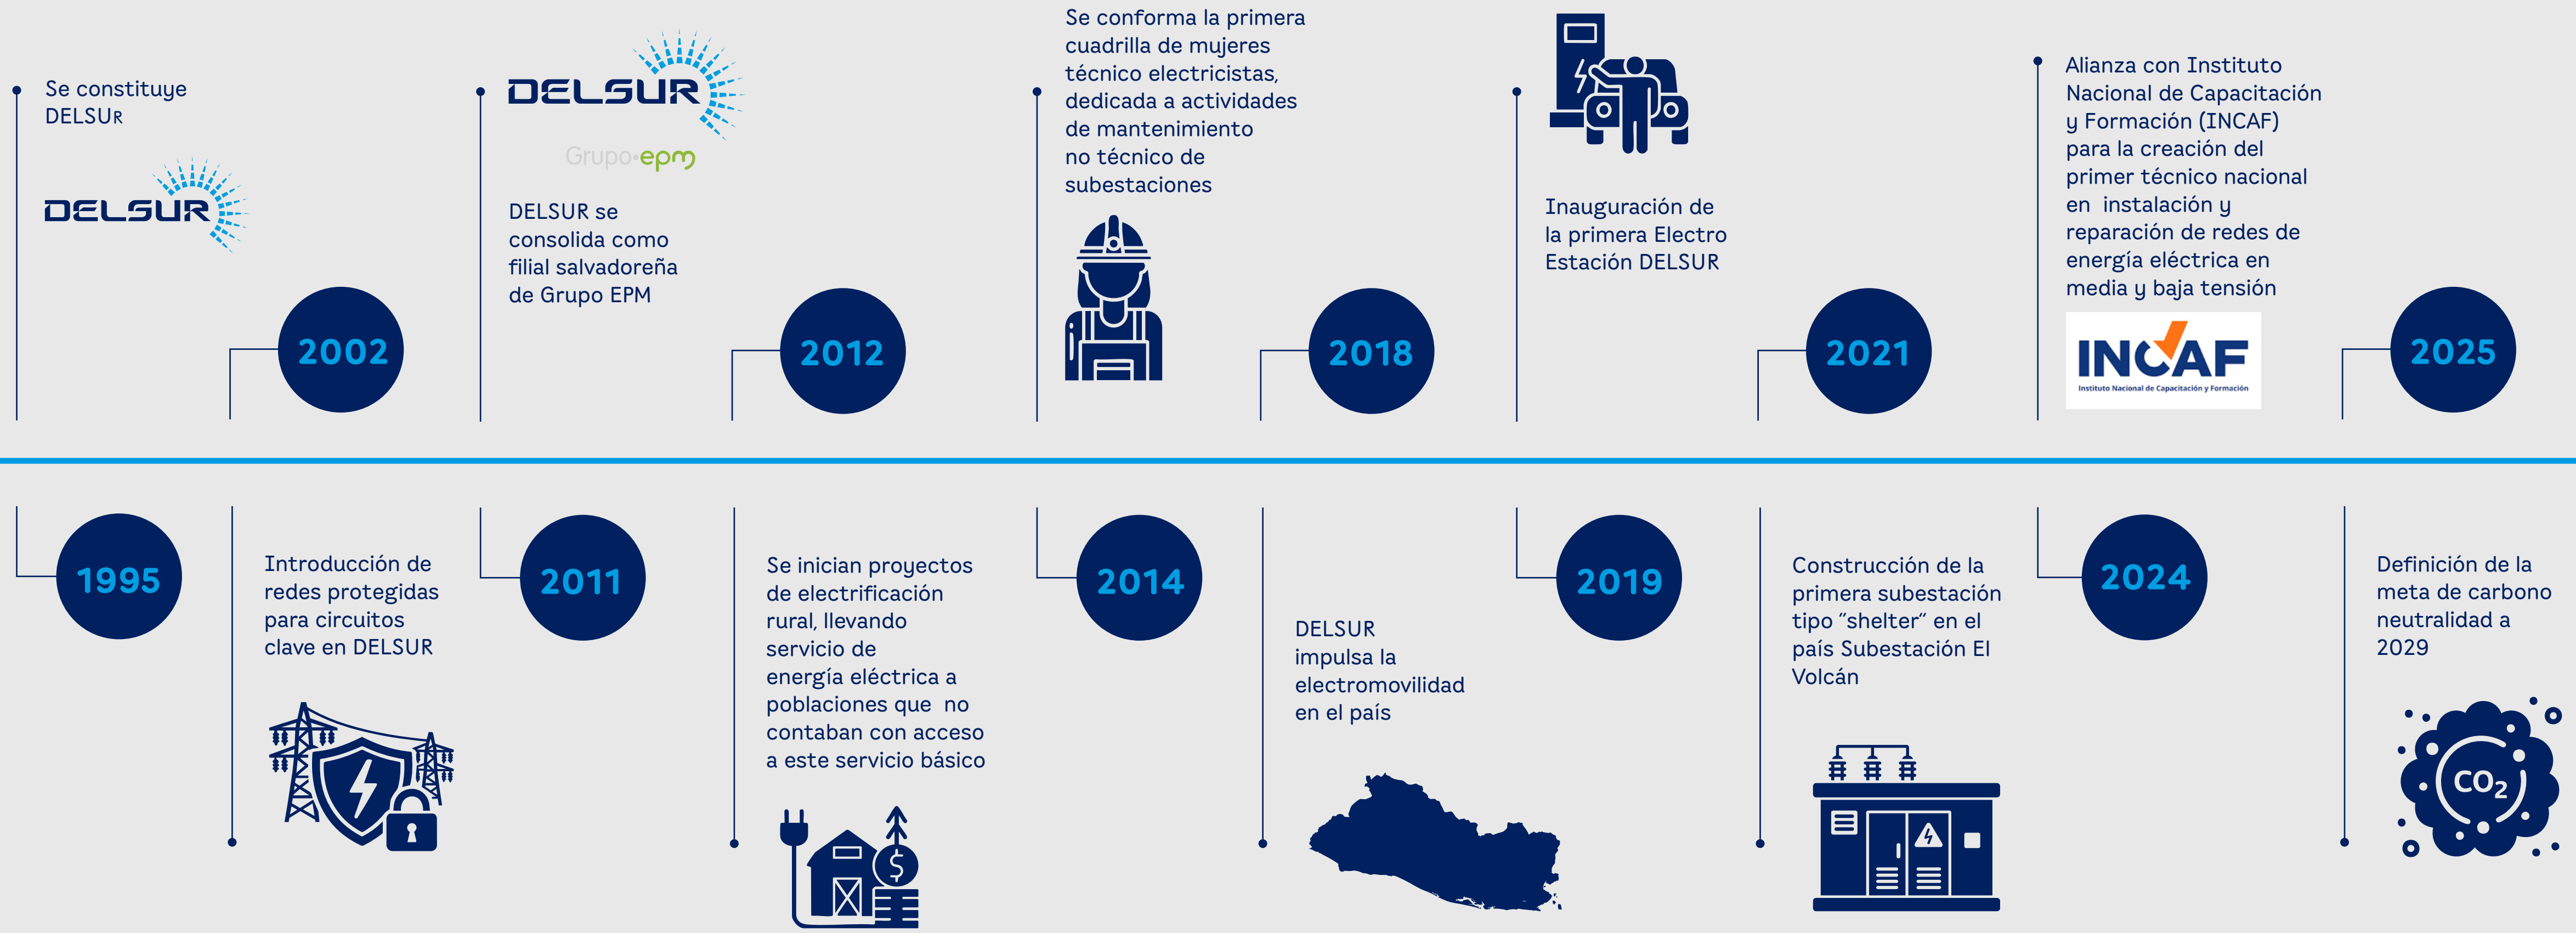 Se constituye
DELSUR
DELSUR
1995
2002
Introducción de
redes protegidas
para circuitos
clave en DELSUR
DELSUR
Grupo·epm
DELSUR se
consolida como
filial salvadoreña
de Grupo EPM
2011
2012
Se inician proyectos
de electrificación
rural, llevando
servicio de
energía eléctrica a
poblaciones que no
contaban con acceso
a este servicio básico
$
Se conforma la primera
cuadrilla de mujeres
técnico electricistas,
dedicada a actividades
de mantenimiento
no técnico de
subestaciones
2014
2018
DELSUR
impulsa la
electromovilidad
en el país
Inauguración de
la primera Electro
Estación DELSUR
2019
2021
Construcción de la
primera subestación
tipo "shelter" en el
país Subestación El
Volcán
Alianza con Instituto
Nacional de Capacitación
y Formación (INCAF)
para la creación del
primer técnico nacional
en instalación y
reparación de redes de
energía eléctrica en
media y baja tensión
INCAF
Instituto Nacional de Capacitación y Formación
2024
2025
Definición de la
meta de carbono
neutralidad a
2029
CO2